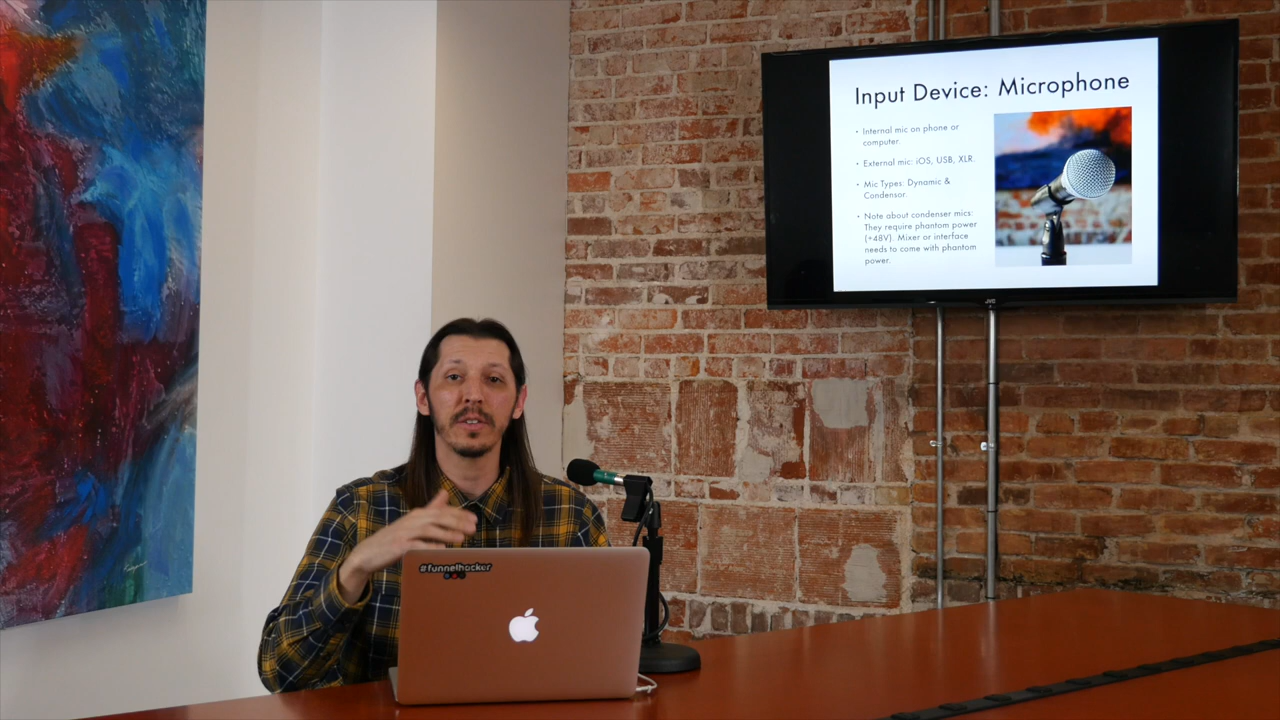 Input Device: Microphone
• Internal mic on phone or
computer.
• External mic: iOS, USB, XLR.
• Mic Types: Dynamic &
Condensor.
• Note about condenser mics:
They require phantom power
(+48V). Mixer or interface
needs to come with phantom
power.
JVC
#funnelhacker